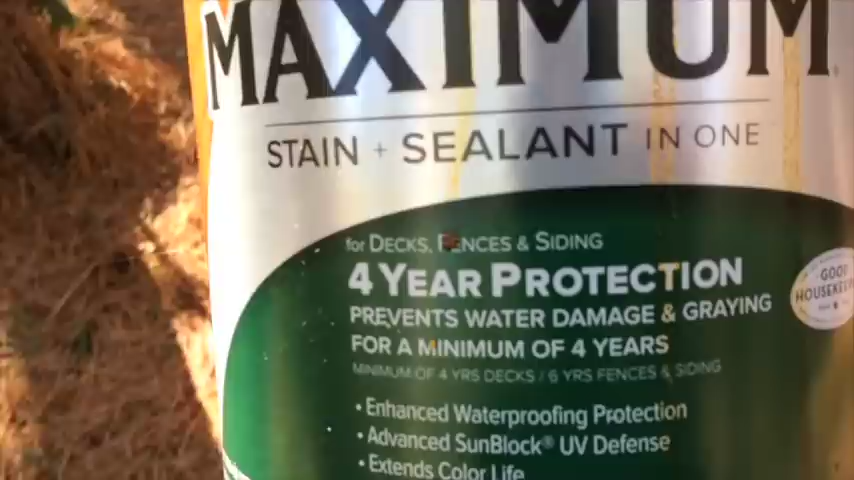 MAXIMUM
STAIN + SEALANT IN ONE
for DECKS, FENCES & SIDING
4 YEAR PROTECTION
PREVENTS WATER DAMAGE & GRAYING
FOR A MINIMUM OF 4 YEARS
MINIMUM OF 4 YRS DECKS / 6 YRS FENCES & SIDING
• Enhanced Waterproofing Protection
• Advanced SunBlock® UV Defense
• Extends Color Life
GOOD